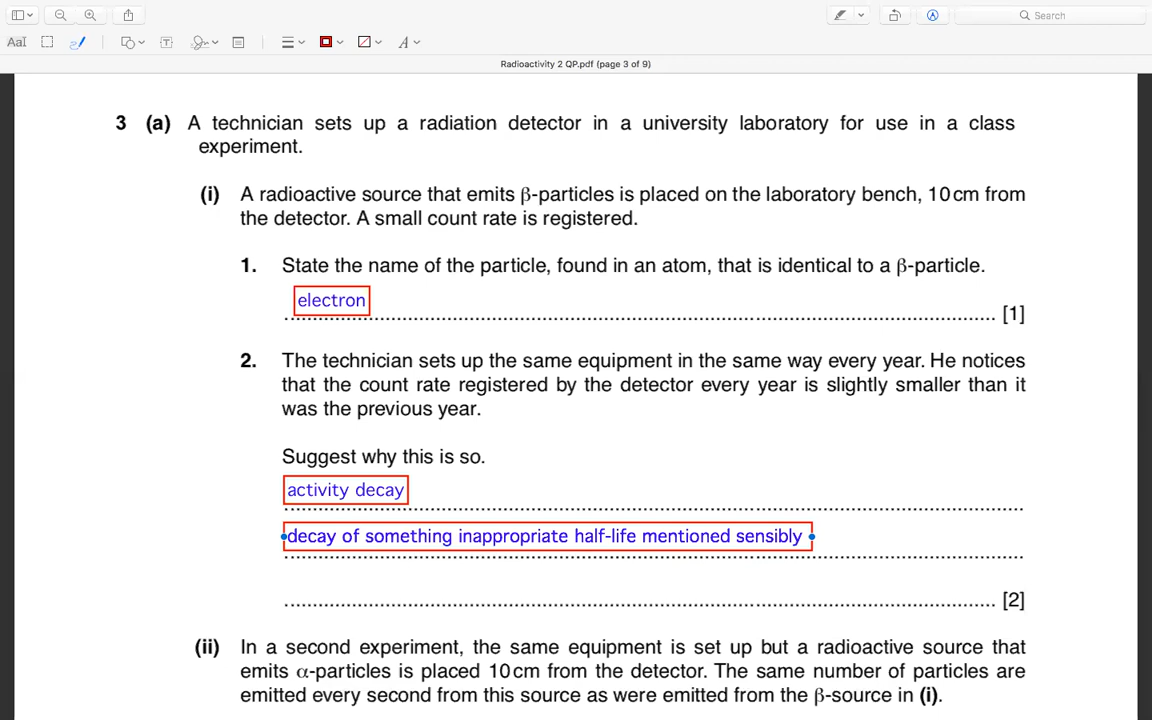 Search
AaI
T
A
Radioactivity 2 QP.pdf (page 3 of 9)
3 (a) A technician sets up a radiation detector in a university laboratory for use in a class
experiment.
(i) A radioactive source that emits β-particles is placed on the laboratory bench, 10 cm from
the detector. A small count rate is registered.
1. State the name of the particle, found in an atom, that is identical to a β-particle.
electron
[1]
2. The technician sets up the same equipment in the same way every year. He notices
that the count rate registered by the detector every year is slightly smaller than it
was the previous year.
Suggest why this is so.
activity decay
decay of something inappropriate half-life mentioned sensibly
[2]
(ii) In a second experiment, the same equipment is set up but a radioactive source that
emits α-particles is placed 10 cm from the detector. The same number of particles are
emitted every second from this source as were emitted from the β-source in (i).